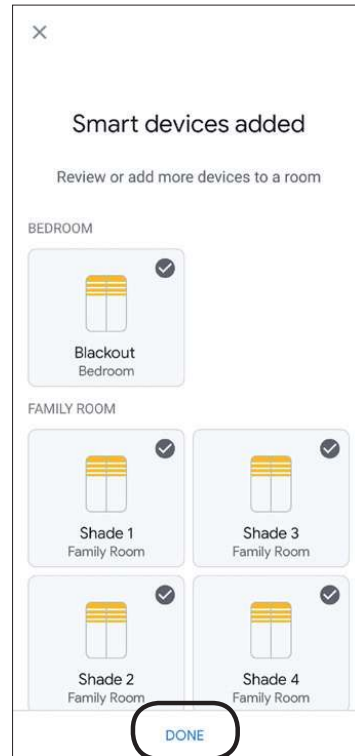 Smart devices added
Review or add more devices to a room
BEDROOM
Blackout
Bedroom
FAMILY ROOM
Shade 1
Family Room
Shade 3
Family Room
Shade 2
Family Room
Shade 4
Family Room
DONE